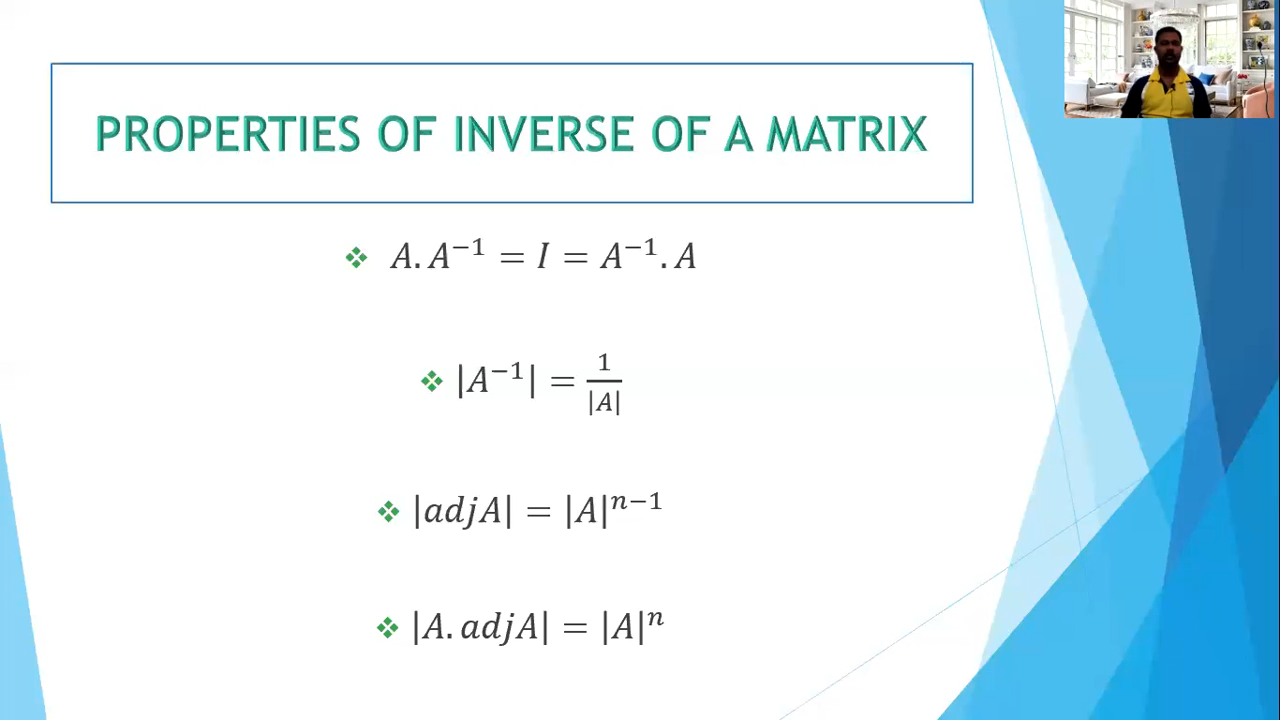 PROPERTIES OF INVERSE OF A MATRIX
❖ A. A⁻¹ = I = A⁻¹. A
❖ |A⁻¹| = 1/|A|
❖ |adjA| = |A|ⁿ⁻¹
❖ |A. adjA| = |A|ⁿ